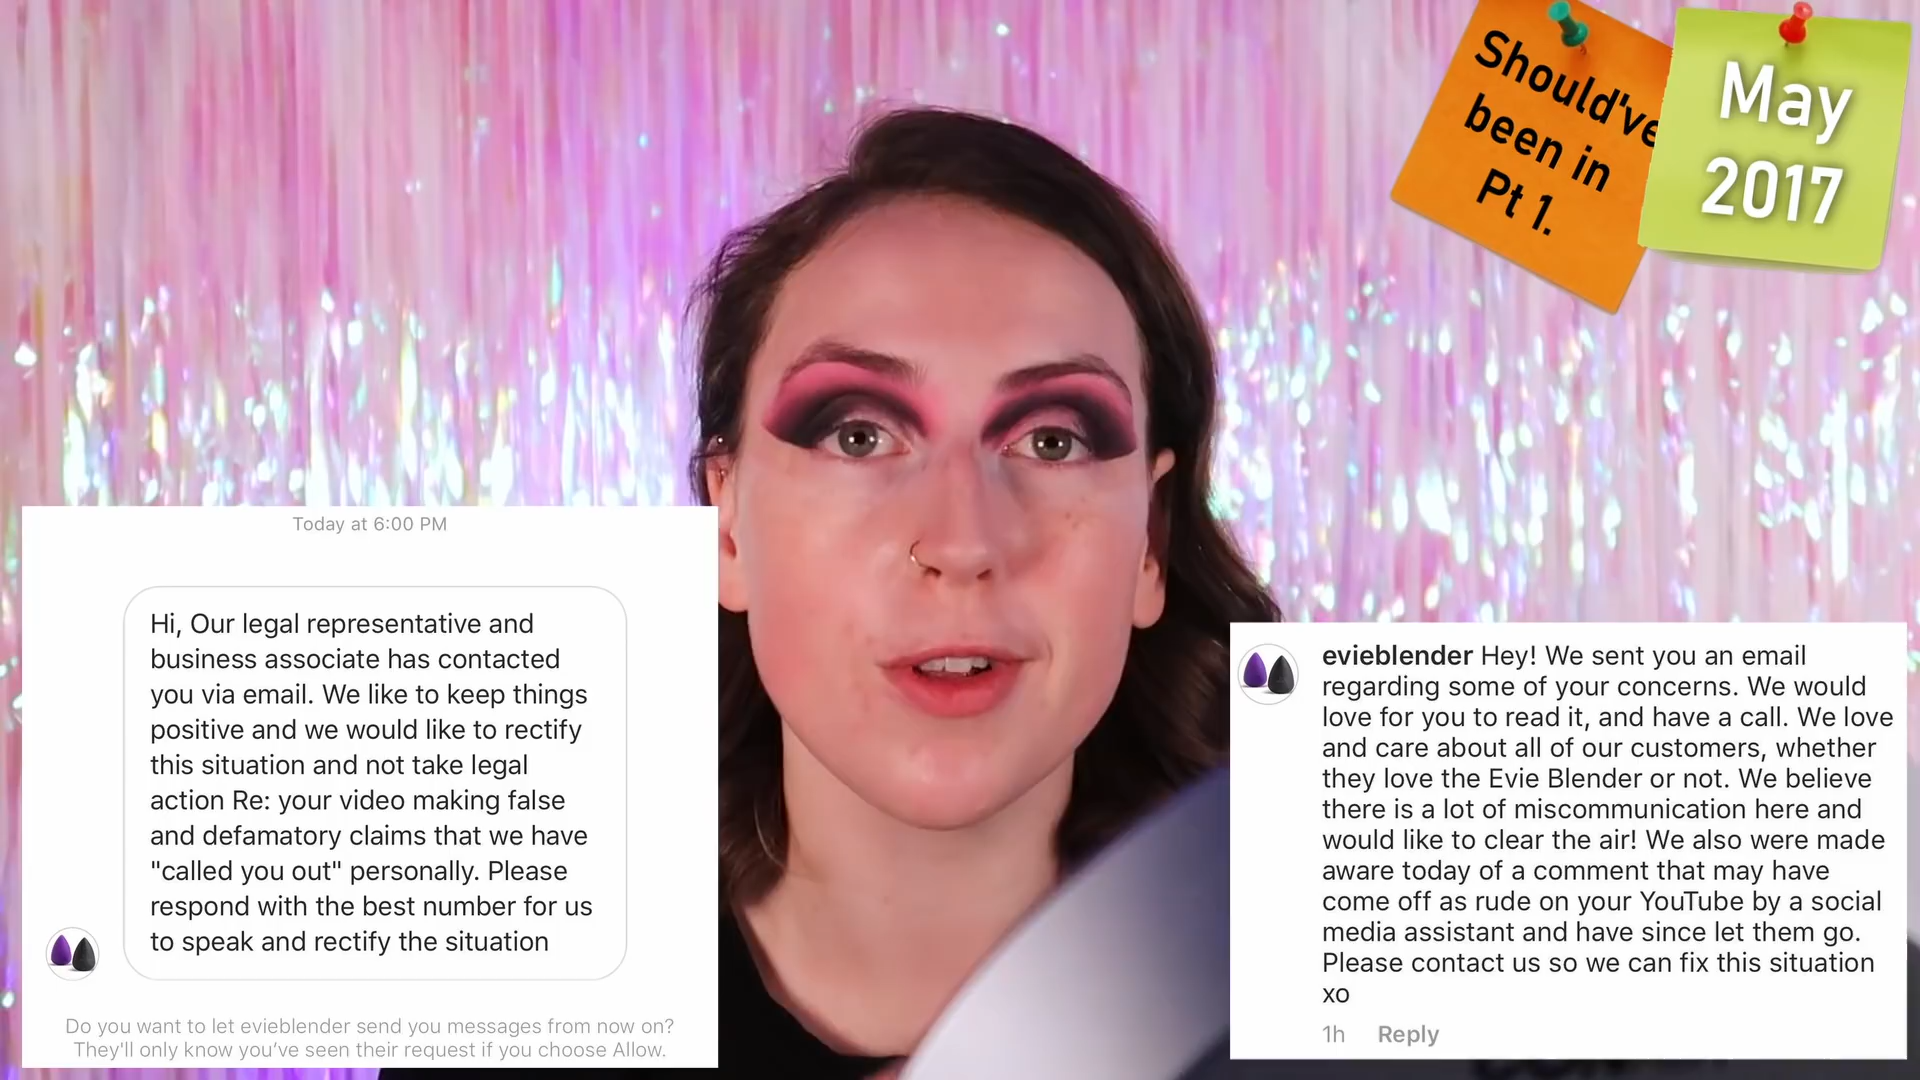 Should've
been in
Pt 1.
May
2017
Today at 6:00 PM
Hi, Our legal representative and
business associate has contacted
you via email. We like to keep things
positive and we would like to rectify
this situation and not take legal
action Re: your video making false
and defamatory claims that we have
"called you out" personally. Please
respond with the best number for us
to speak and rectify the situation
Do you want to let evieblender send you messages from now on?
They'll only know you've seen their request if you choose Allow.
evieblender Hey! We sent you an email
regarding some of your concerns. We would
love for you to read it, and have a call. We love
and care about all of our customers, whether
they love the Evie Blender or not. We believe
there is a lot of miscommunication here and
would like to clear the air! We also were made
aware today of a comment that may have
come off as rude on your YouTube by a social
media assistant and have since let them go.
Please contact us so we can fix this situation
xo
1h Reply